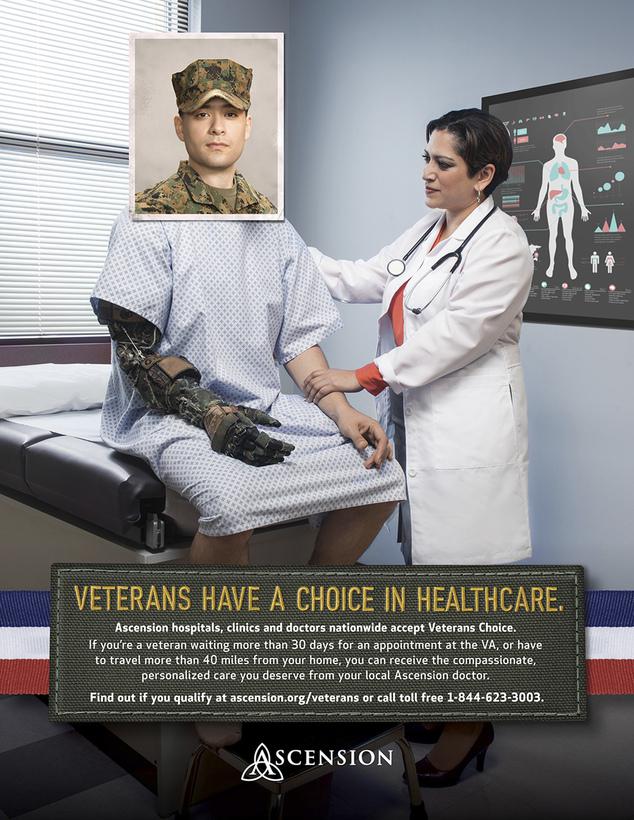 VETERANS HAVE A CHOICE IN HEALTHCARE.
Ascension hospitals, clinics and doctors nationwide accept Veterans Choice.
If you're a veteran waiting more than 30 days for an appointment at the VA, or have
to travel more than 40 miles from your home, you can receive the compassionate,
personalized care you deserve from your local Ascension doctor.
Find out if you qualify at ascension.org/veterans or call toll free 1-844-623-3003.
ASCENSION